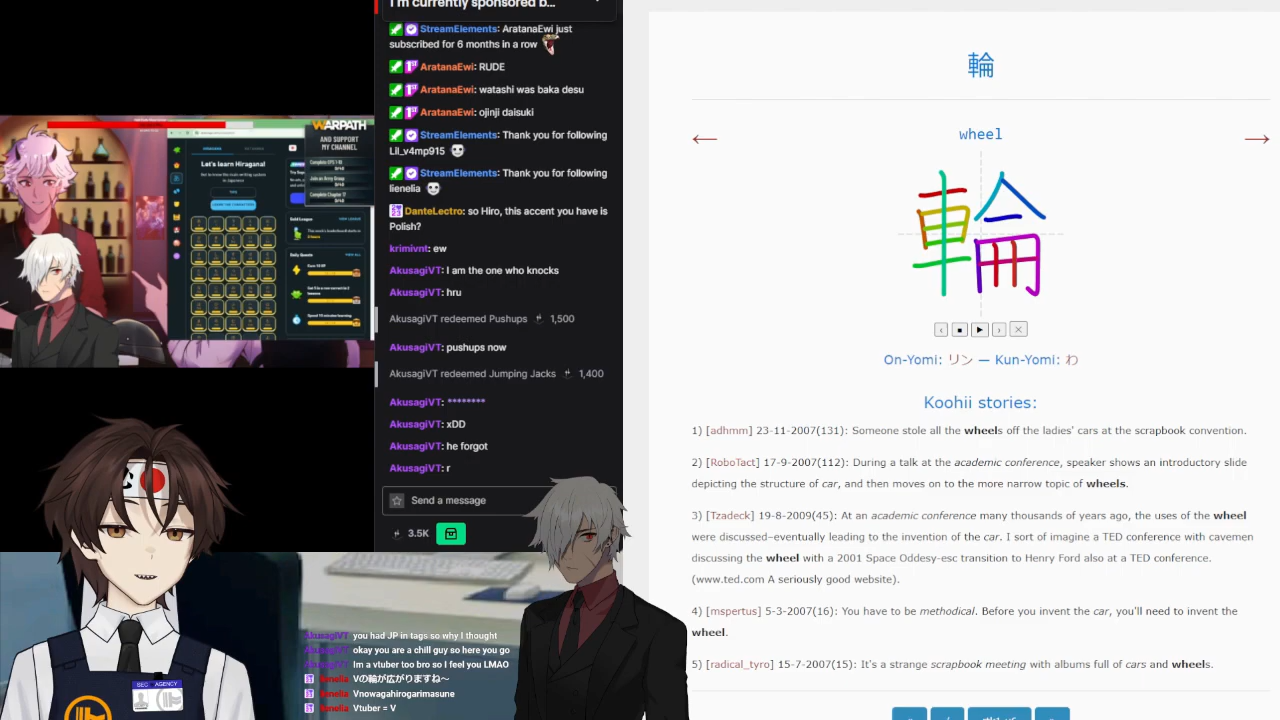 I'm currently sponsored b...
StreamElements: AratanaEwi just
subscribed for 6 months in a row
AratanaEwi: RUDE
AratanaEwi: watashi was baka desu
AratanaEwi: ojinji daisuki
StreamElements: Thank you for following
Lil_v4mp915
StreamElements: Thank you for following
lienelia
DanteLectro: so Hiro, this accent you have is
Polish?
krimivnt: ew
AkusagiVT: I am the one who knocks
AkusagiVT: hru
AkusagiVT redeemed Pushups 1,500
AkusagiVT: pushups now
AkusagiVT redeemed Jumping Jacks 1,400
AkusagiVT: ********
AkusagiVT: xDD
AkusagiVT: he forgot
AkusagiVT: r
Send a message
3.5K
Let's learn Hiragana!
WARPATH
AND SUPPORT
MY CHANNEL
SEC AGENCY
AkusagiVT you had JP in tags so why I thought
AkusagiVT okay you are a chill guy so here you go
AkusagiVT Im a vtuber too bro so I feel you LMAO
lienelia Vの輪が広がりますね～
lienelia Vnowagahirogarimasune
lienelia Vtuber = V
輪
← wheel →
輪
On-Yomi: リン — Kun-Yomi: わ
Koohii stories:
1) [adhmm] 23-11-2007(131): Someone stole all the wheels off the ladies' cars at the scrapbook convention.
2) [RoboTact] 17-9-2007(112): During a talk at the academic conference, speaker shows an introductory slide
depicting the structure of car, and then moves on to the more narrow topic of wheels.
3) [Tzadeck] 19-8-2009(45): At an academic conference many thousands of years ago, the uses of the wheel
were discussed–eventually leading to the invention of the car. I sort of imagine a TED conference with cavemen
discussing the wheel with a 2001 Space Oddesy-esc transition to Henry Ford also at a TED conference.
(www.ted.com A seriously good website).
4) [mspertus] 5-3-2007(16): You have to be methodical. Before you invent the car, you'll need to invent the
wheel.
5) [radical_tyro] 15-7-2007(15): It's a strange scrapbook meeting with albums full of cars and wheels.